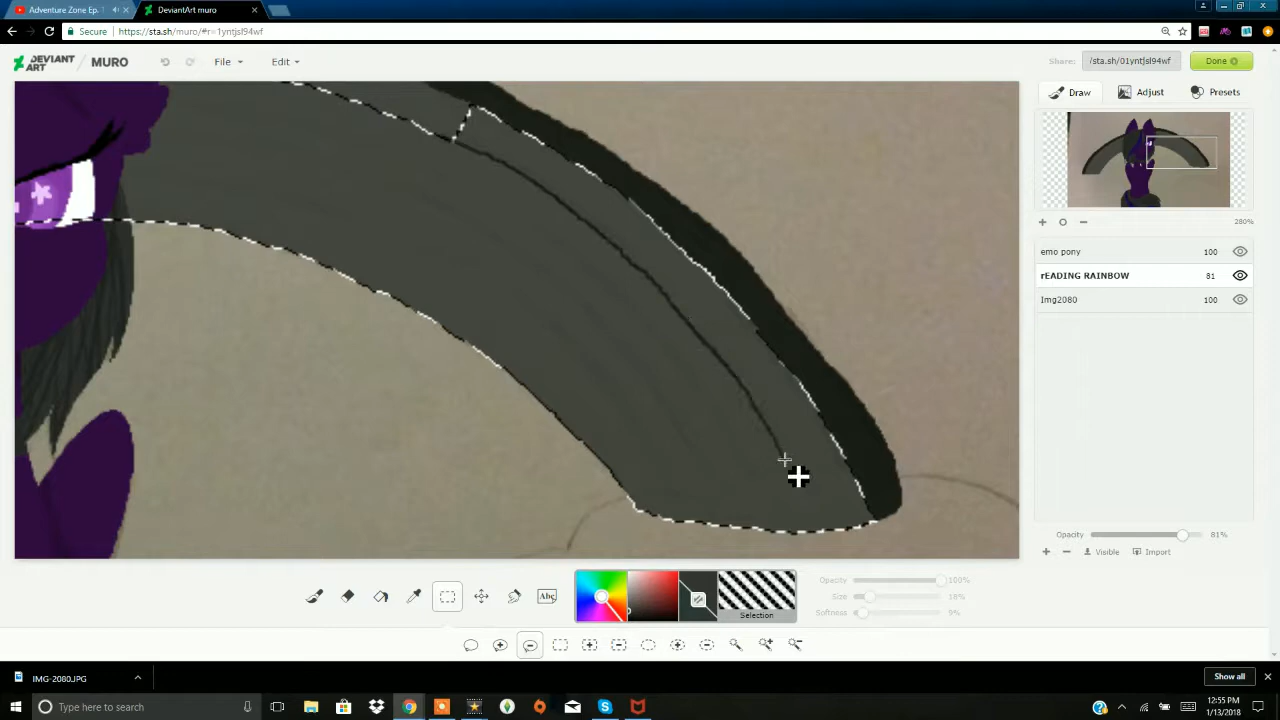 Adventure Zone Ep.
DeviantArt muro
Secure
https://sta.sh/muro/#r=1yntjsl94wf
DEVIANT ART / MURO
File
Edit
Share:
/sta.sh/01yntjsl94wf
Done
Draw
Adjust
Presets
280%
emo pony 100
rEADING RAINBOW 81
Img2080 100
Opacity 81%
Visible
Import
Abc
Selection
Opacity 100%
Size 18%
Softness 9%
IMG-2080.JPG
Show all
Type here to search
12:55 PM
1/13/2018